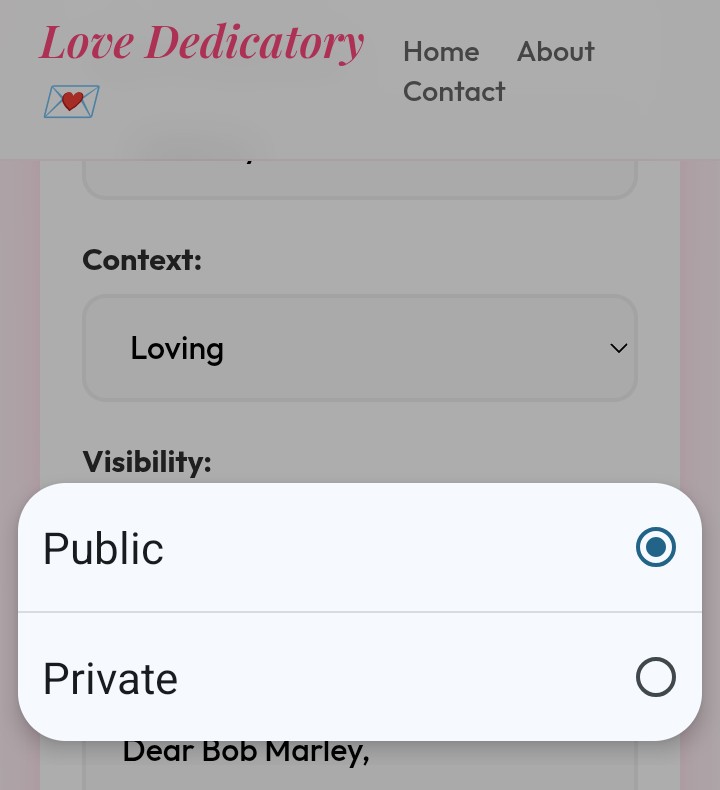 Love Dedicatory
Home About
Contact
Context:
Loving
Visibility:
Public
Private
Dear Bob Marley,